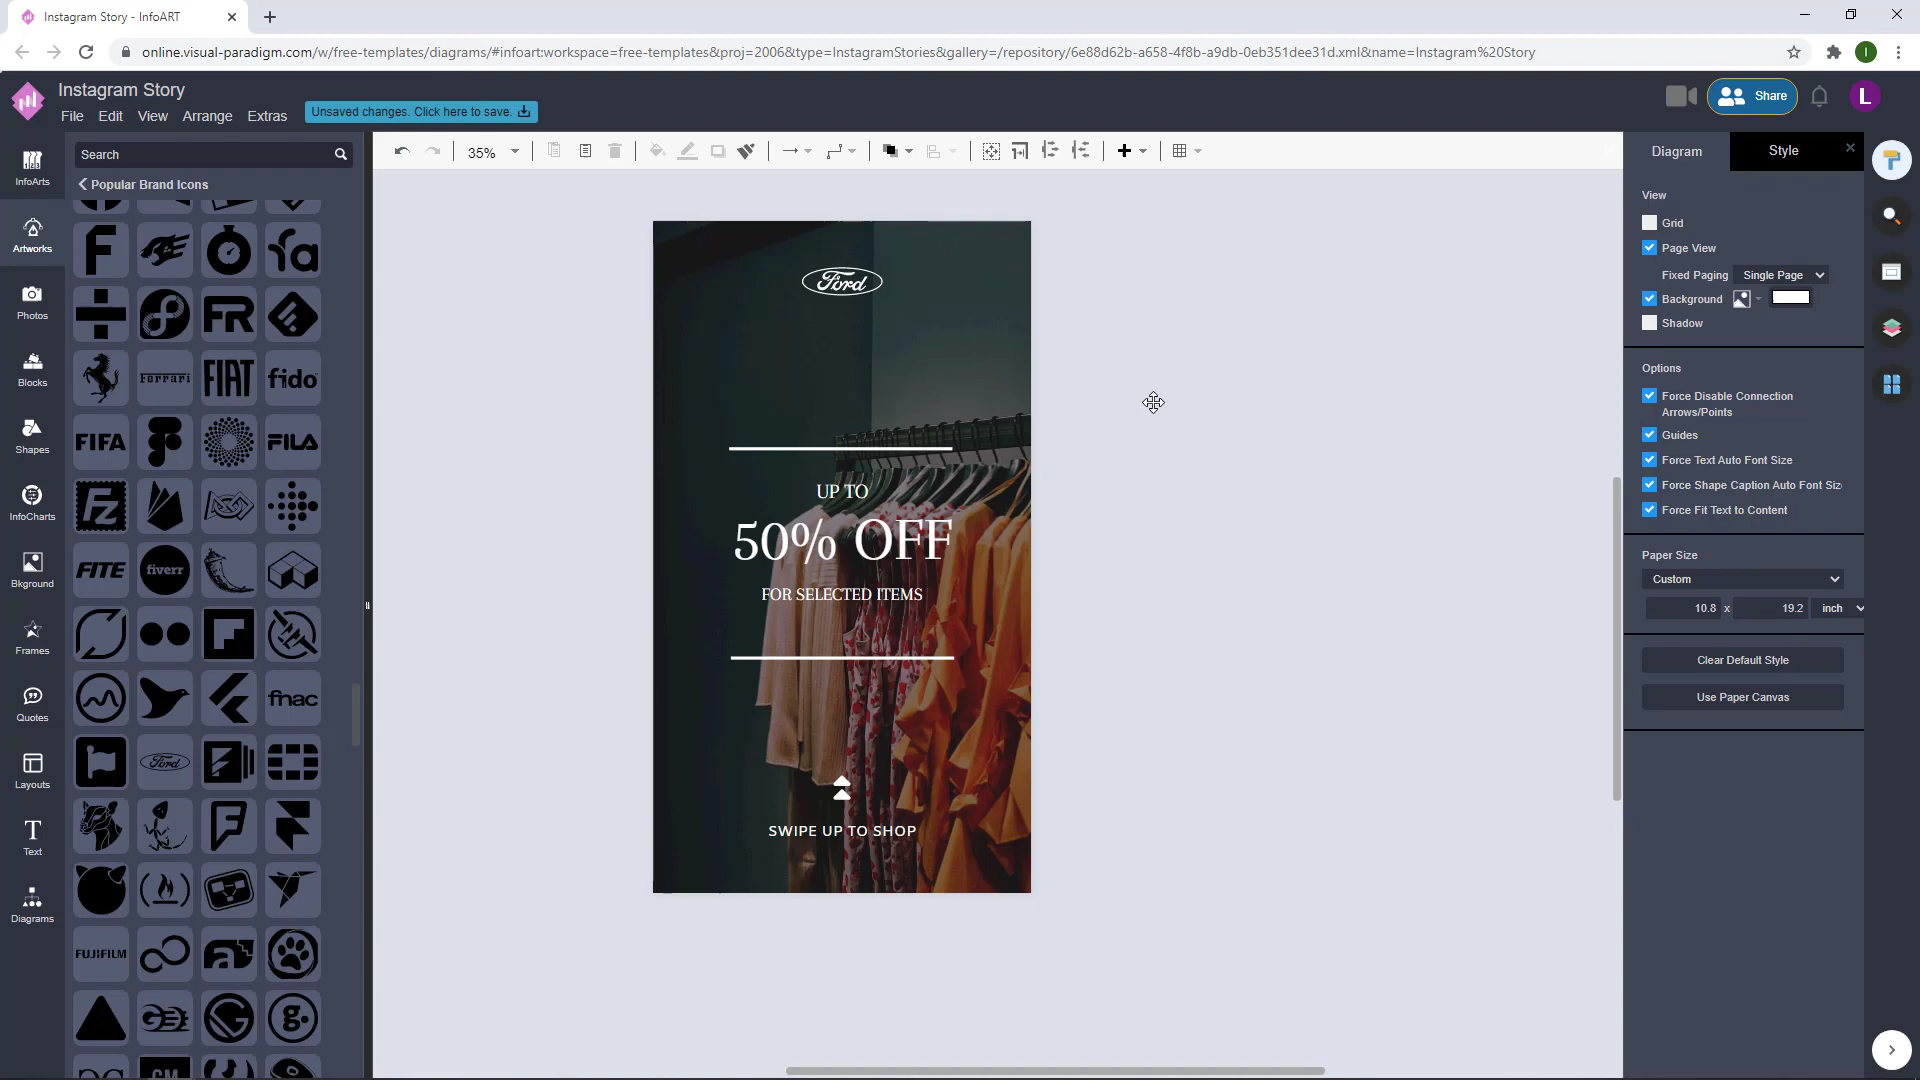 Instagram Story - InfoART
online.visual-paradigm.com/w/free-templates/diagrams/#infoart:workspace=free-templates&proj=2006&type=InstagramStories&gallery=/repository/6e88d62b-a658-4f8b-a9db-0eb351dee31d.xml&name=Instagram%20Story
I
Instagram Story
File Edit View Arrange Extras
Unsaved changes. Click here to save.
Share
L
InfoArts
Artworks
Photos
Blocks
Shapes
InfoCharts
Bkground
Frames
Quotes
Layouts
Text
Diagrams
Search
Popular Brand Icons
Ferrari
FIAT
fido
FIFA
FILA
Fz
FITE
fiverr
fnac
Ford
FUJIFILM
g.
GM
35%
Ford
UP TO
50% OFF
FOR SELECTED ITEMS
SWIPE UP TO SHOP
Diagram
Style
View
Grid
Page View
Fixed Paging Single Page
Background
Shadow
Options
Force Disable Connection
Arrows/Points
Guides
Force Text Auto Font Size
Force Shape Caption Auto Font Siz
Force Fit Text to Content
Paper Size
Custom
10.8 x 19.2 inch
Clear Default Style
Use Paper Canvas